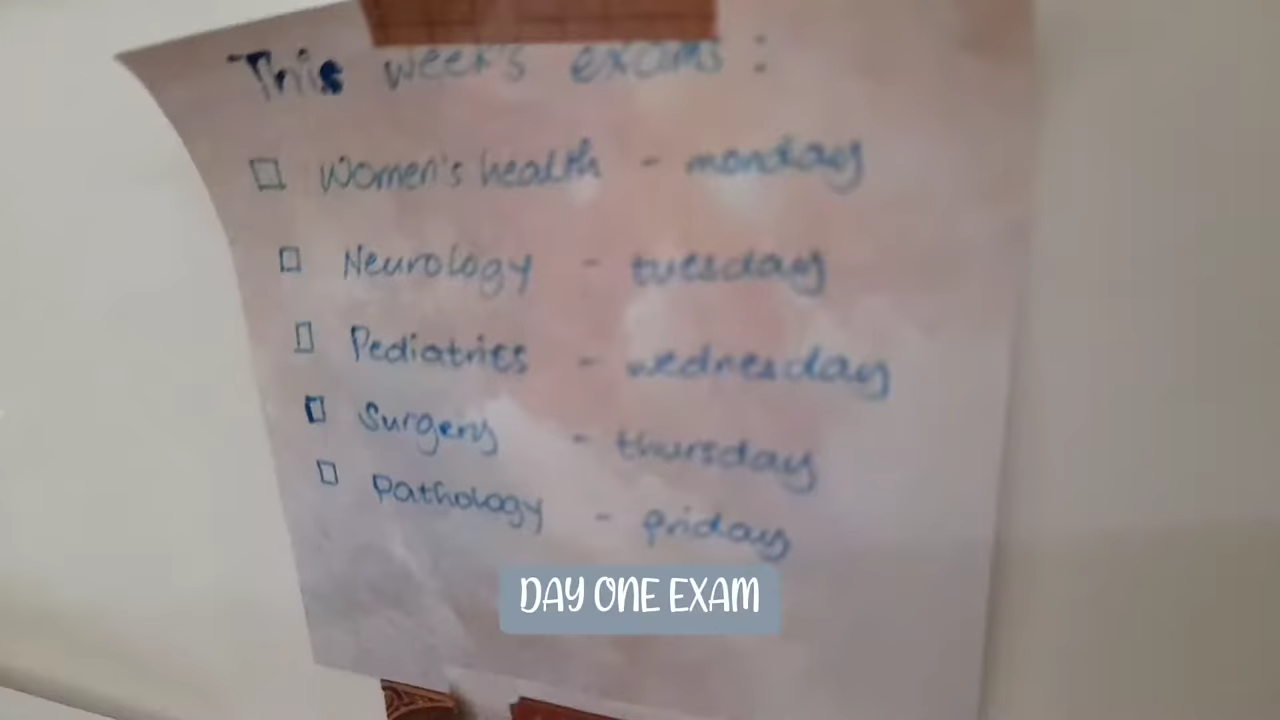 This week's exams :
Women's health - monday
Neurology - tuesday
Pediatrics - wednesday
Surgery - thursday
Pathology - friday
DAY ONE EXAM